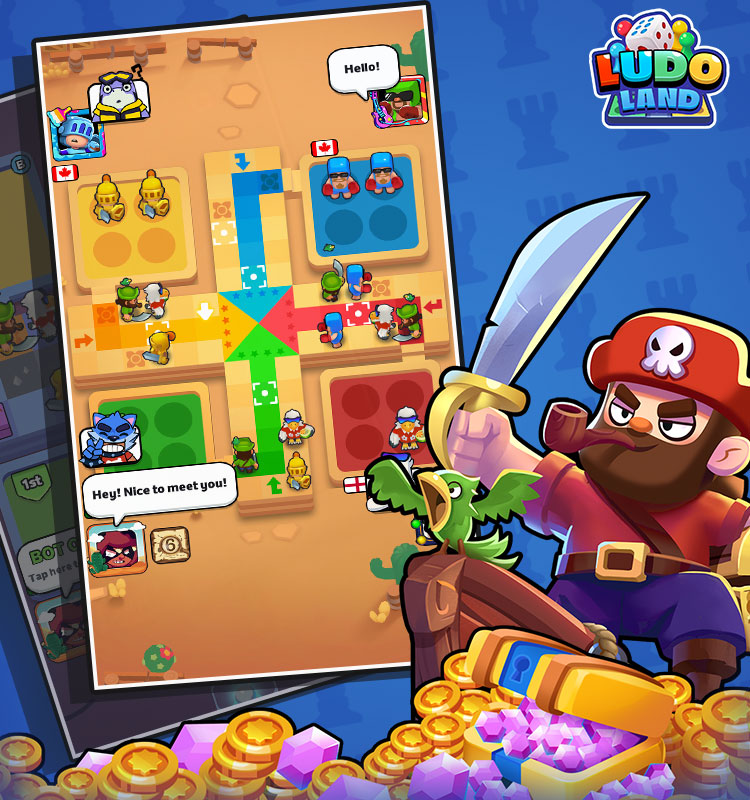 LUDO
LAND
Hello!
?
E
Hey! Nice to meet you!
6
1st
BOT
Tap here